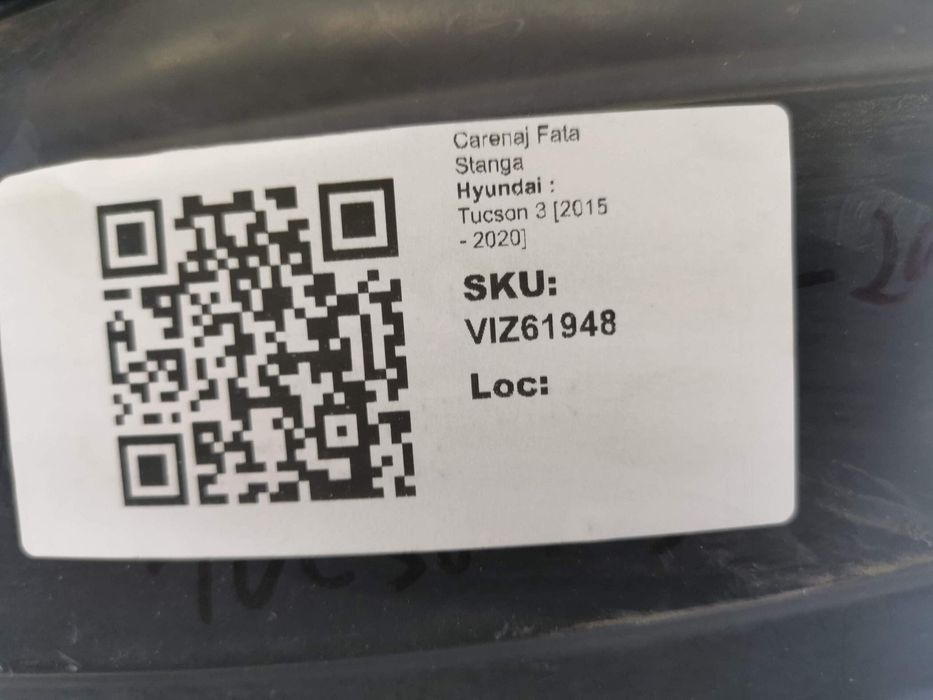 Carenaj Fata
Stanga
Hyundai :
Tucson 3 [2015
- 2020]
SKU:
VIZ61948
Loc: